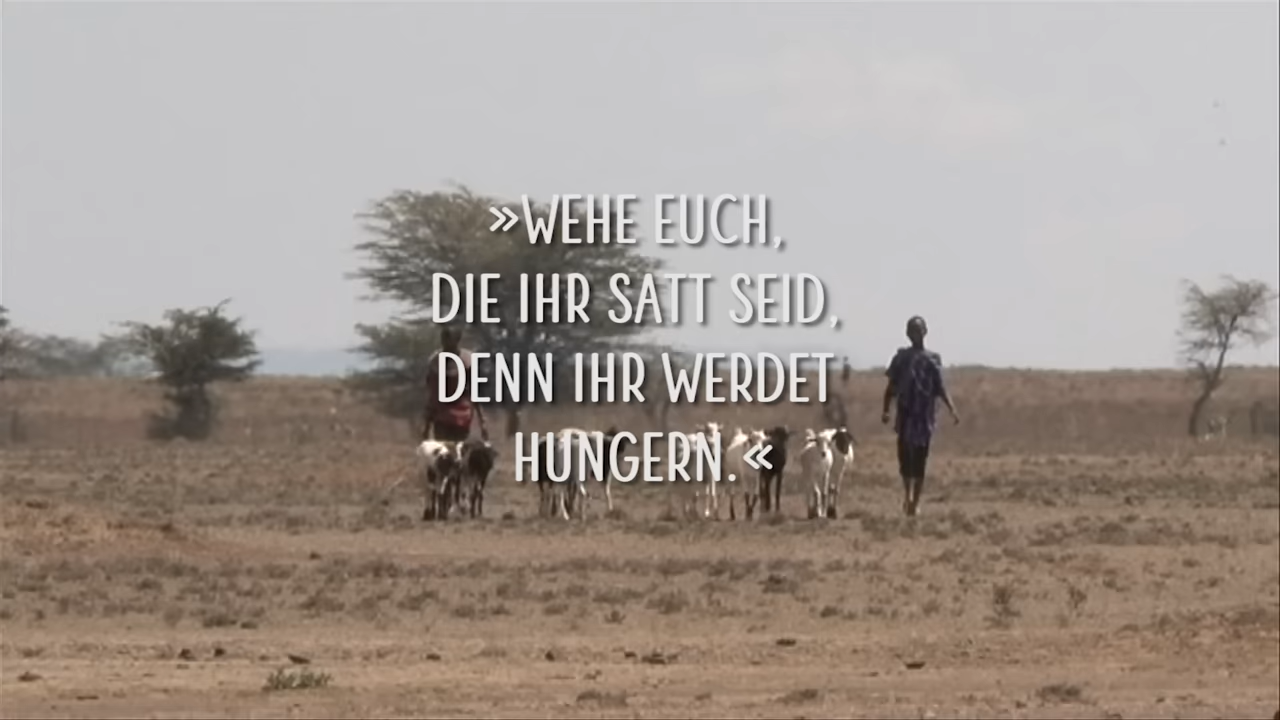 »WEHE EUCH,
DIE IHR SATT SEID,
DENN IHR WERDET
HUNGERN.«